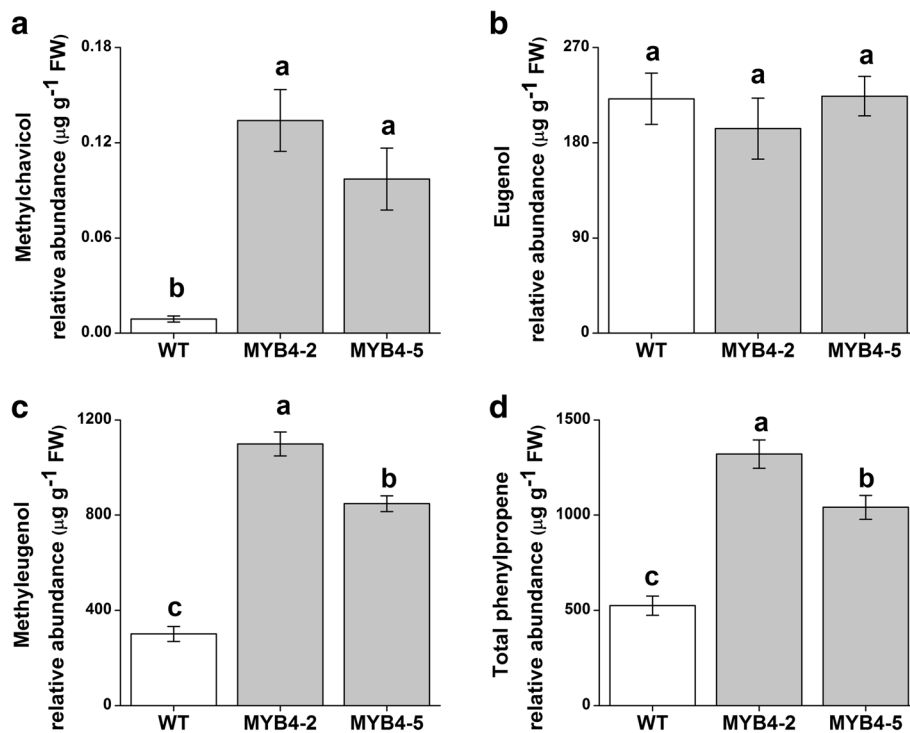 a
Methylchavicol
relative abundance (μg g-1 FW)
0.18
0.12
0.06
0.00
b
a
a
WT
MYB4-2
MYB4-5
b
Eugenol
relative abundance (μg g-1 FW)
270
180
90
0
a
a
a
WT
MYB4-2
MYB4-5
c
Methyleugenol
relative abundance (μg g-1 FW)
1200
800
400
0
c
a
b
WT
MYB4-2
MYB4-5
d
Total phenylpropene
relative abundance (μg g-1 FW)
1500
1000
500
0
c
a
b
WT
MYB4-2
MYB4-5